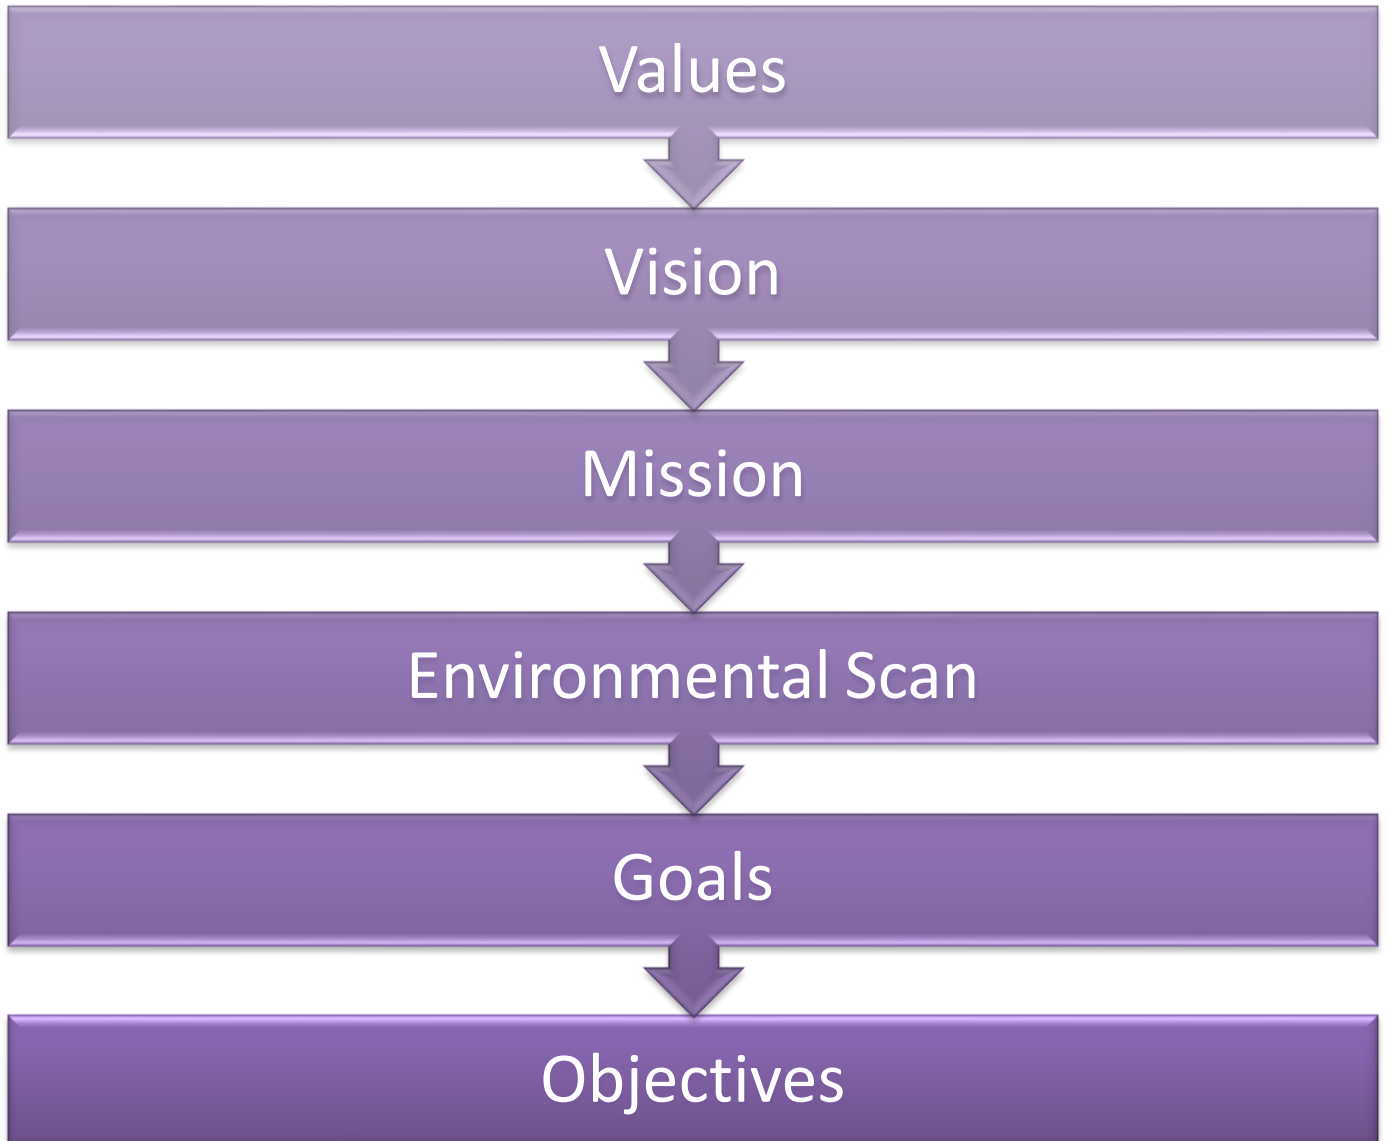 Values
Vision
Mission
Environmental Scan
Goals
Objectives